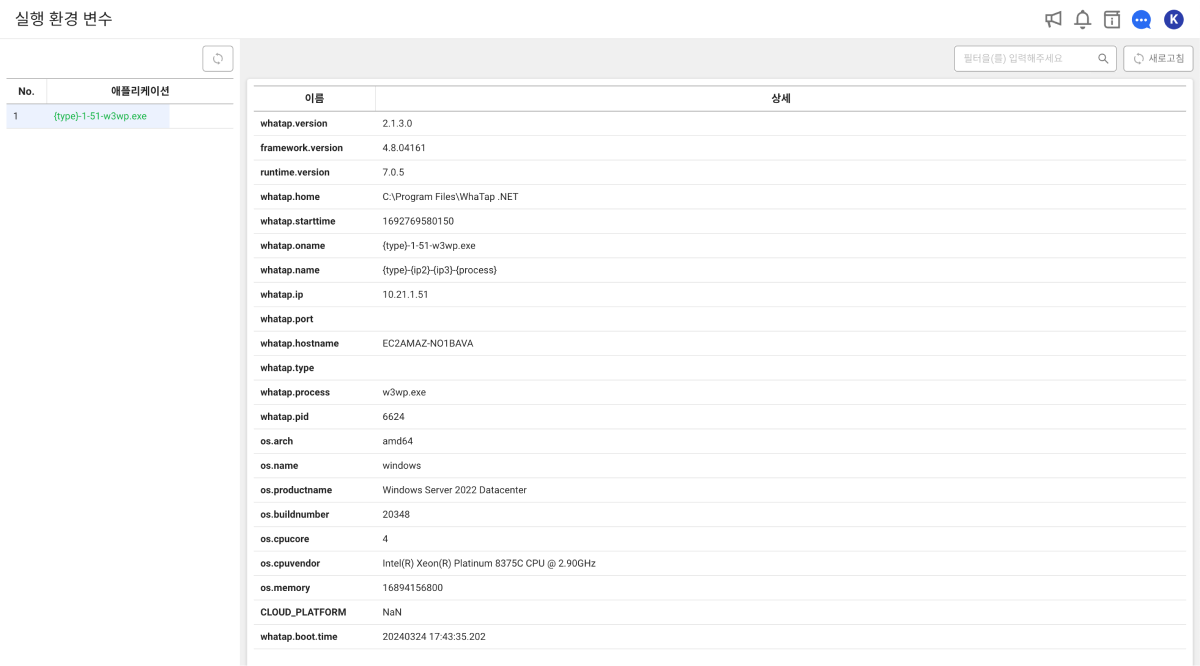 실행 환경 변수
K
필터을(를) 입력해주세요
새로고침
No. 애플리케이션
1 {type}-1-51-w3wp.exe
이름 상세
whatap.version 2.1.3.0
framework.version 4.8.04161
runtime.version 7.0.5
whatap.home C:\Program Files\WhaTap .NET
whatap.starttime 1692769580150
whatap.oname {type}-1-51-w3wp.exe
whatap.name {type}-{ip2}-{ip3}-{process}
whatap.ip 10.21.1.51
whatap.port
whatap.hostname EC2AMAZ-NO1BAVA
whatap.type
whatap.process w3wp.exe
whatap.pid 6624
os.arch amd64
os.name windows
os.productname Windows Server 2022 Datacenter
os.buildnumber 20348
os.cpucore 4
os.cpuvendor Intel(R) Xeon(R) Platinum 8375C CPU @ 2.90GHz
os.memory 16894156800
CLOUD_PLATFORM NaN
whatap.boot.time 20240324 17:43:35.202